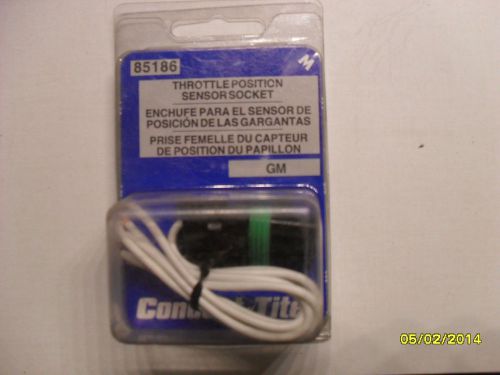 85186
M
THROTTLE POSITION
SENSOR SOCKET
ENCHUFE PARA EL SENSOR DE
POSICIÓN DE LAS GARGANTAS
PRISE FEMELLE DU CAPTEUR
DE POSITION DU PAPILLON
GM
05/02/2014